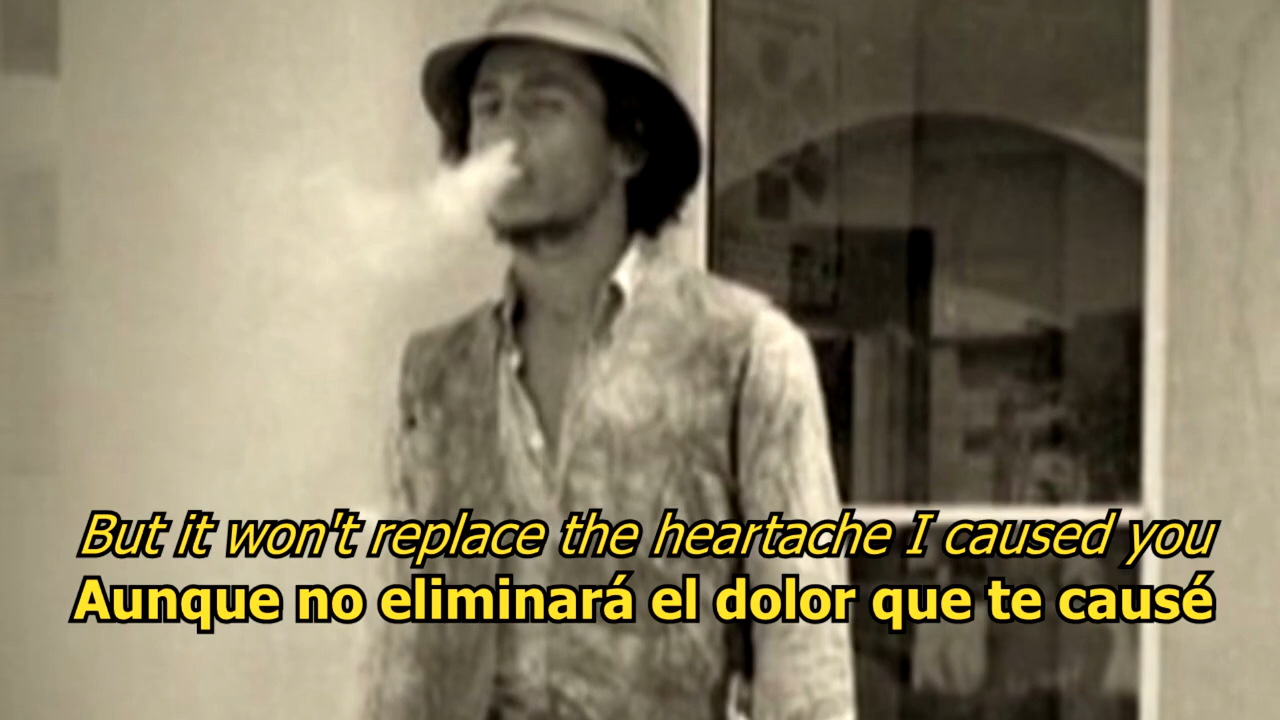 But it won't replace the heartache I caused you
Aunque no eliminará el dolor que te causé